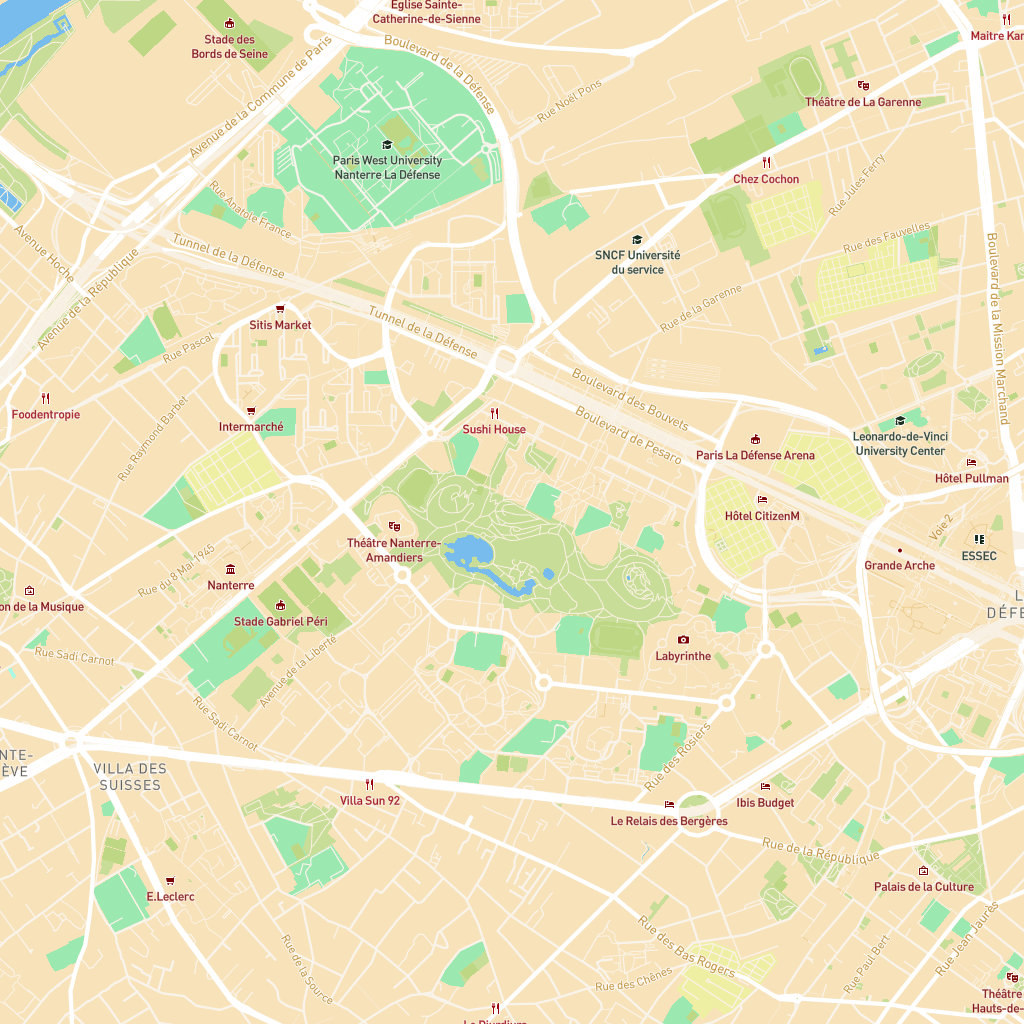 Eglise Sainte-
Catherine-de-Sienne
Stade des
Bords de Seine
Maitre Kan
Boulevard de la Défense
Avenue de la Commune de Paris
Rue Noël Pons
Théâtre de La Garenne
Paris West University
Nanterre La Défense
Chez Cochon
Rue Jules Ferry
Rue Anatole France
Avenue Hoche
Tunnel de la Défense
SNCF Université
du service
Rue des Fauvelles
Boulevard de la Mission Marchand
Avenue de la République
Rue de la Garenne
Sitis Market
Tunnel de la Défense
Rue Pascal
Boulevard des Bouvets
Foodentropie
Rue Raymond Barbet
Intermarché
Sushi House
Boulevard de Pesaro
Paris La Défense Arena
Leonardo-de-Vinci
University Center
Hôtel Pullman
Hôtel CitizenM
Voie 2
Théâtre Nanterre-
Amandiers
ESSEC
Grande Arche
Rue du 8 Mai 1945
Nanterre
on de la Musique
Stade Gabriel Péri
L
DÉFE
Rue Sadi Carnot
Avenue de la Liberté
Labyrinthe
Rue Sadi Carnot
NTE-
ÈVE
VILLA DES
SUISSES
Rue des Rosiers
Villa Sun 92
Ibis Budget
Le Relais des Bergères
Rue de la République
E.Leclerc
Palais de la Culture
Rue de la Source
Rue des Bas Rogers
Rue Paul Bert
Rue Jean Jaurès
Rue des Chênes
Théâtre
Hauts-de-